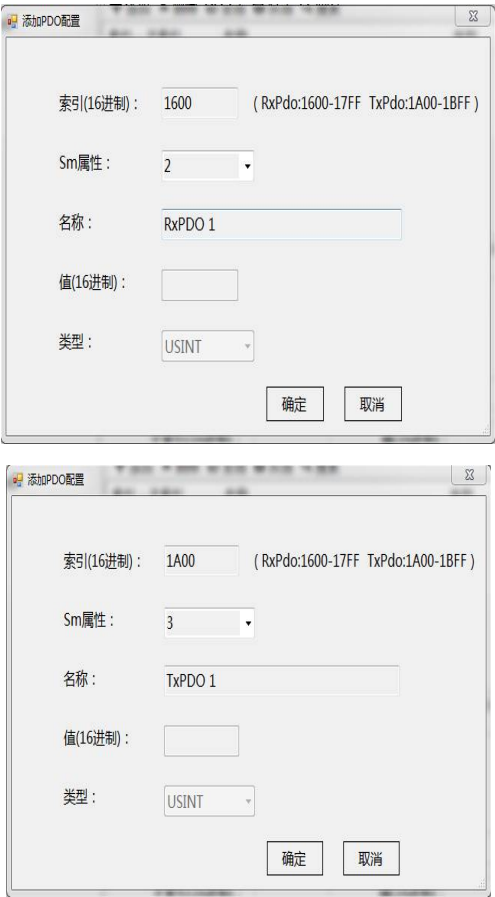 添加PDO配置
索引(16进制)： 1600 ( RxPdo:1600-17FF TxPdo:1A00-1BFF )
Sm属性： 2
名称： RxPDO 1
值(16进制)：
类型： USINT
确定 取消
添加PDO配置
索引(16进制)： 1A00 ( RxPdo:1600-17FF TxPdo:1A00-1BFF )
Sm属性： 3
名称： TxPDO 1
值(16进制)：
类型： USINT
确定 取消